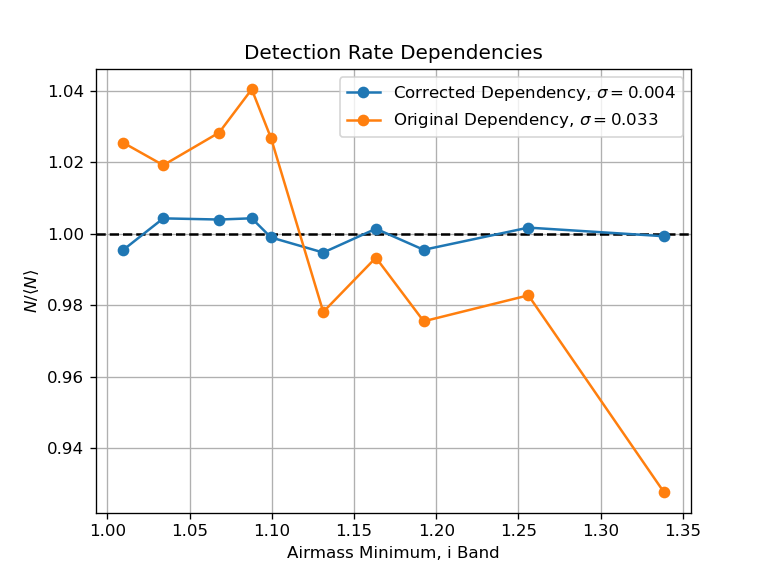 Detection Rate Dependencies
Corrected Dependency, σ = 0.004
Original Dependency, σ = 0.033
N/⟨N⟩
1.04
1.02
1.00
0.98
0.96
0.94
1.00 1.05 1.10 1.15 1.20 1.25 1.30 1.35
Airmass Minimum, i Band